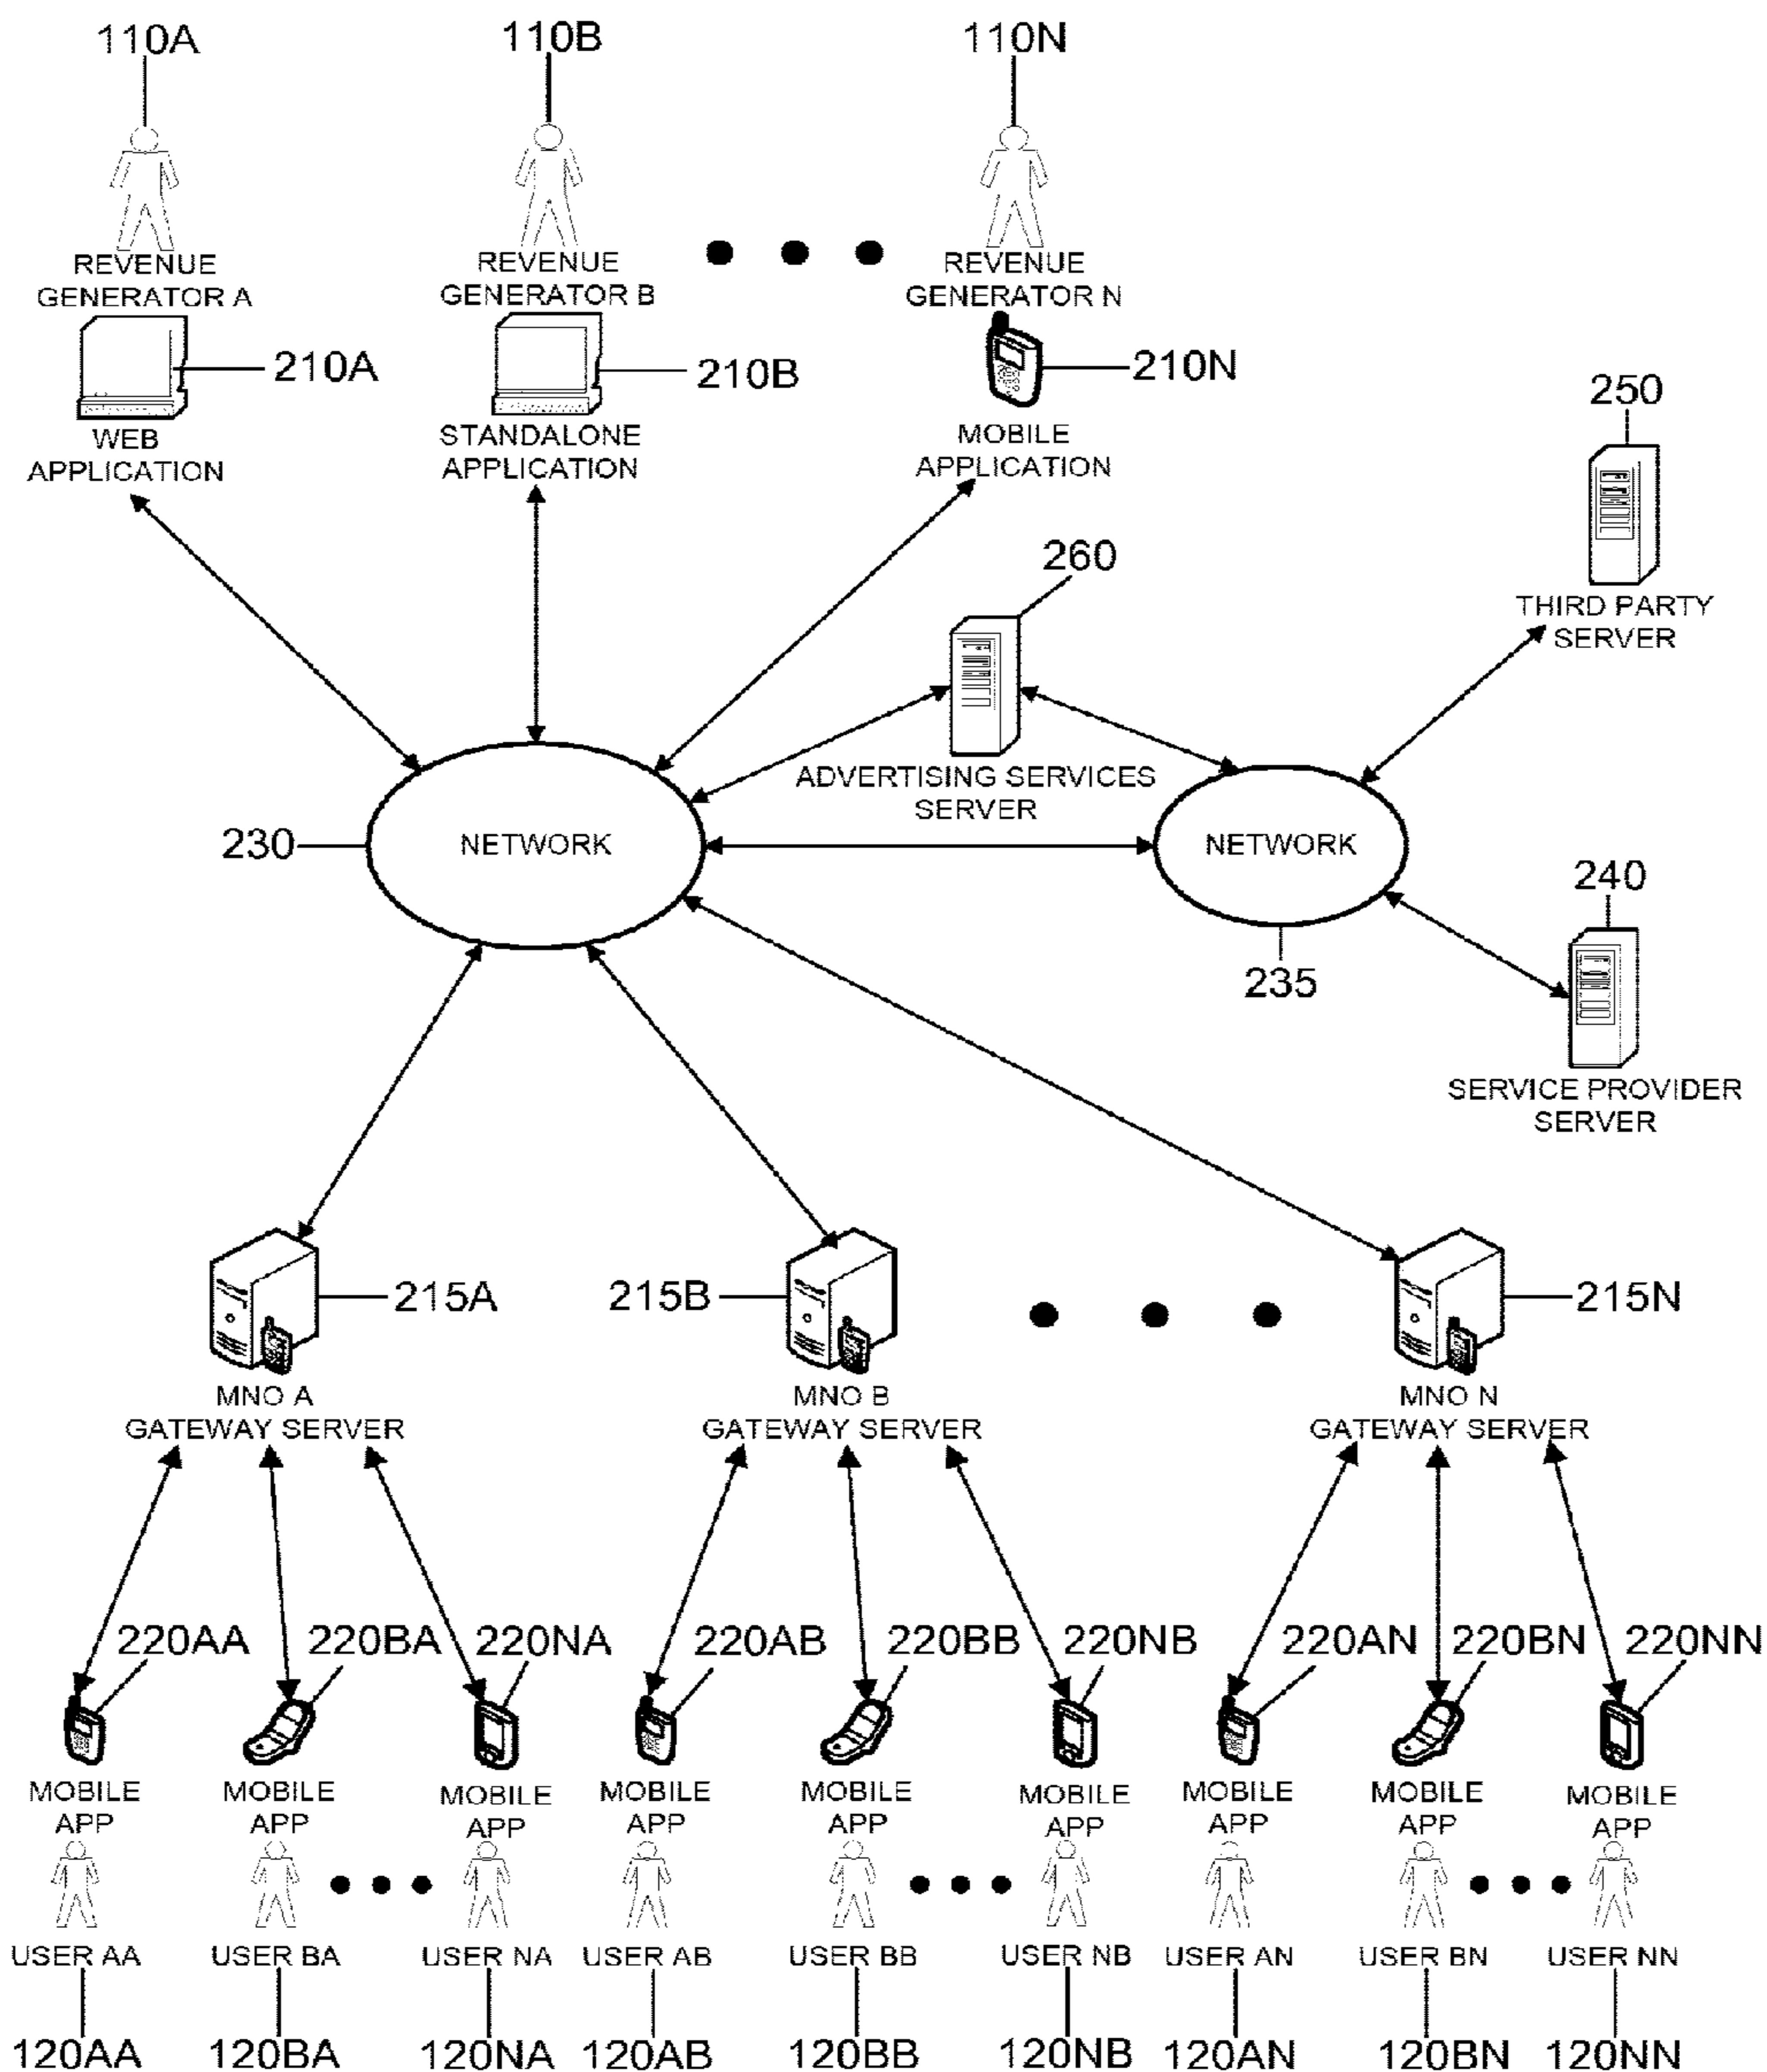 110A
110B
110N
REVENUE
GENERATOR A
REVENUE
GENERATOR B
REVENUE
GENERATOR N
210A
210B
210N
WEB
APPLICATION
STANDALONE
APPLICATION
MOBILE
APPLICATION
250
THIRD PARTY
SERVER
260
ADVERTISING SERVICES
SERVER
230
NETWORK
NETWORK
235
240
SERVICE PROVIDER
SERVER
215A
215B
215N
MNO A
GATEWAY SERVER
MNO B
GATEWAY SERVER
MNO N
GATEWAY SERVER
220AA
220BA
220NA
220AB
220BB
220NB
220AN
220BN
220NN
MOBILE
APP
MOBILE
APP
MOBILE
APP
MOBILE
APP
MOBILE
APP
MOBILE
APP
MOBILE
APP
MOBILE
APP
MOBILE
APP
USER AA
USER BA
USER NA
USER AB
USER BB
USER NB
USER AN
USER BN
USER NN
120AA
120BA
120NA
120AB
120BB
120NB
120AN
120BN
120NN